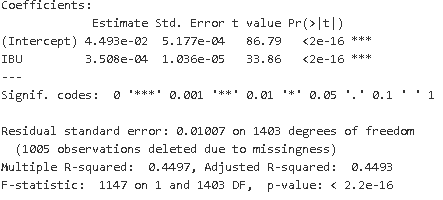 Coefficients:
Estimate Std. Error t value Pr(>|t|)
(Intercept) 4.493e-02 5.177e-04 86.79 <2e-16 ***
IBU 3.508e-04 1.036e-05 33.86 <2e-16 ***
---
Signif. codes: 0 '***' 0.001 '**' 0.01 '*' 0.05 '.' 0.1 ' ' 1
Residual standard error: 0.01007 on 1403 degrees of freedom
(1005 observations deleted due to missingness)
Multiple R-squared: 0.4497, Adjusted R-squared: 0.4493
F-statistic: 1147 on 1 and 1403 DF, p-value: < 2.2e-16